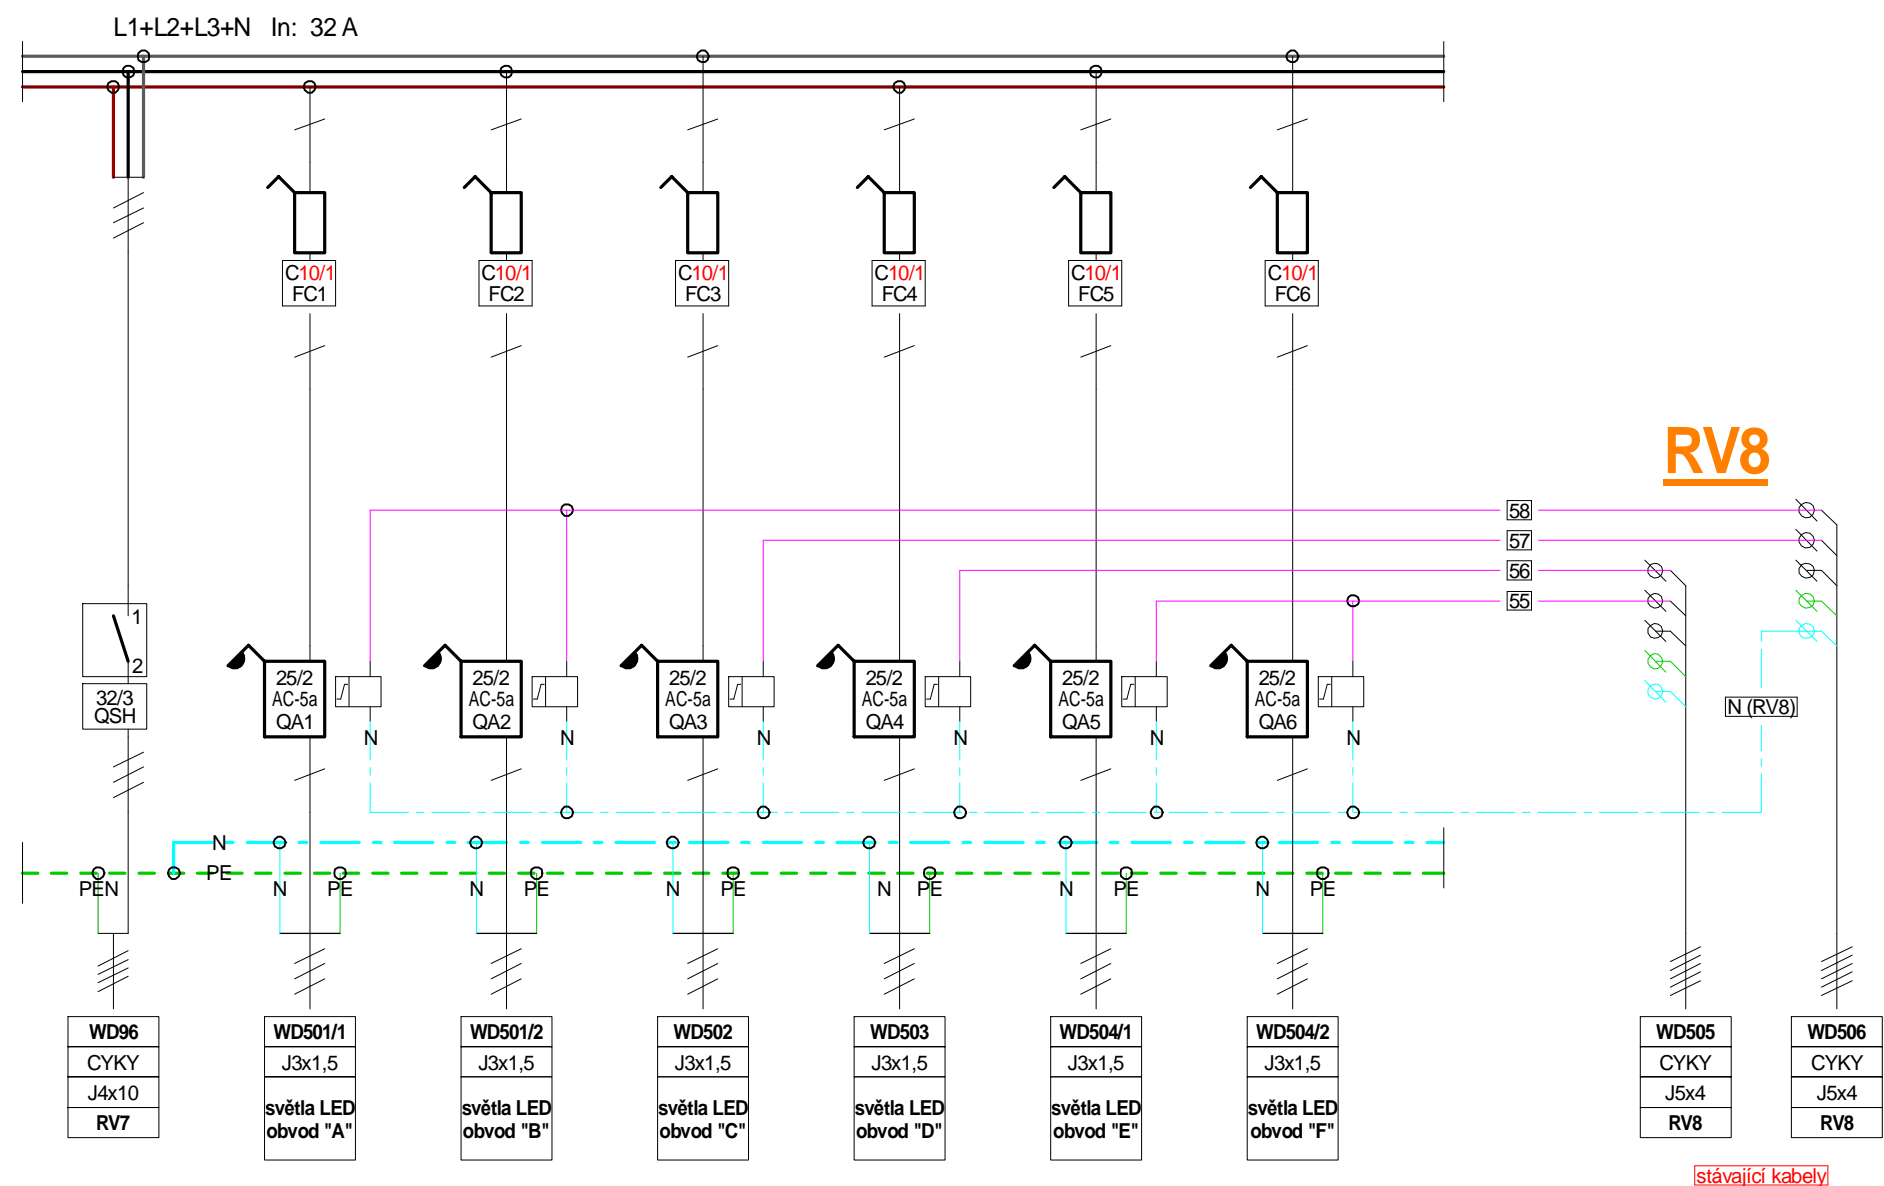 L1+L2+L3+N In: 32 A
C10/1
FC1
C10/1
FC2
C10/1
FC3
C10/1
FC4
C10/1
FC5
C10/1
FC6
RV8
58
57
56
55
1
2
32/3
QSH
25/2
AC-5a
QA1
N
25/2
AC-5a
QA2
N
25/2
AC-5a
QA3
N
25/2
AC-5a
QA4
N
25/2
AC-5a
QA5
N
25/2
AC-5a
QA6
N
N (RV8)
N
PE
PEN
N
PE
N
PE
N
PE
N
PE
N
PE
N
PE
WD96
CYKY
J4x10
RV7
WD501/1
J3x1,5
světla LED
obvod "A"
WD501/2
J3x1,5
světla LED
obvod "B"
WD502
J3x1,5
světla LED
obvod "C"
WD503
J3x1,5
světla LED
obvod "D"
WD504/1
J3x1,5
světla LED
obvod "E"
WD504/2
J3x1,5
světla LED
obvod "F"
WD505
CYKY
J5x4
RV8
WD506
CYKY
J5x4
RV8
stávající kabely